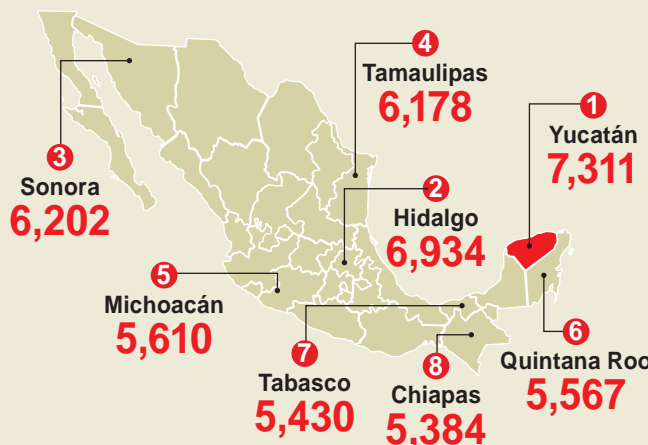 4
Tamaulipas
6,178
1
Yucatán
7,311
3
Sonora
6,202
2
Hidalgo
6,934
5
Michoacán
5,610
6
Quintana Roo
5,567
7
Tabasco
5,430
8
Chiapas
5,384